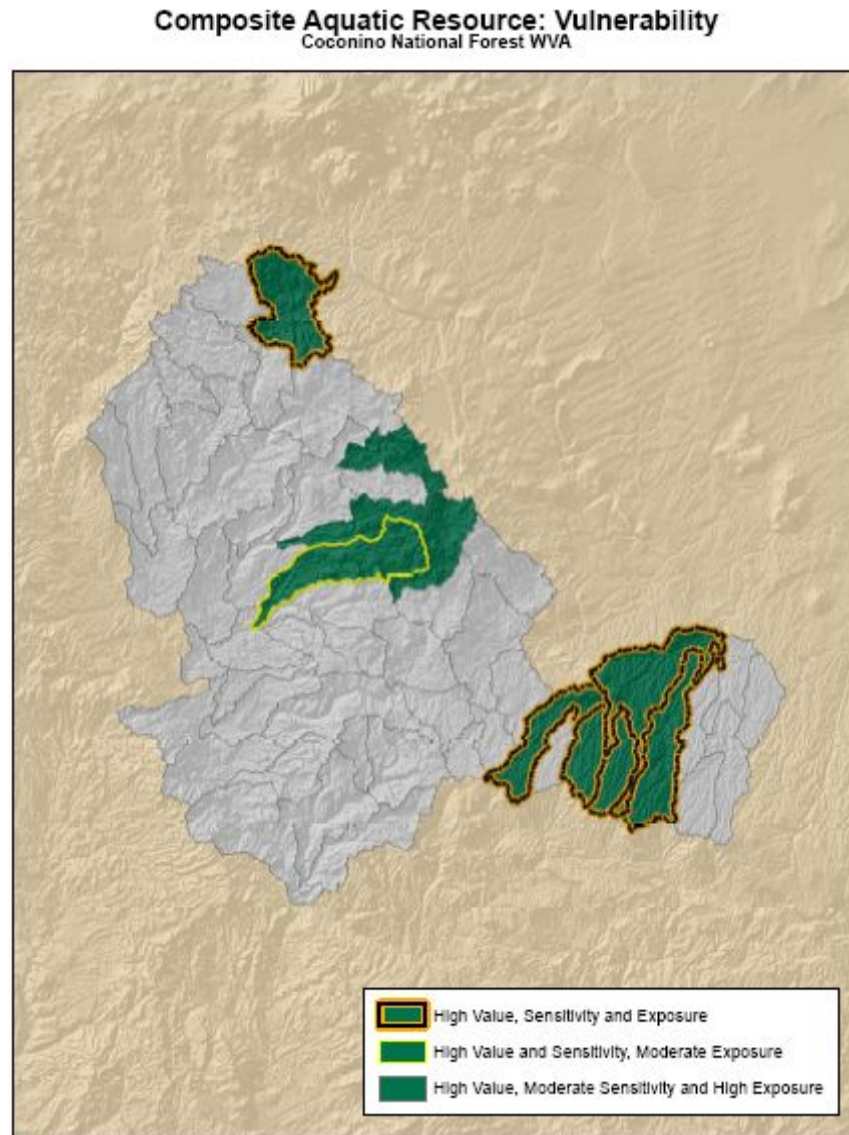 Composite Aquatic Resource: Vulnerability
Coconino National Forest WVA
High Value, Sensitivity and Exposure
High Value and Sensitivity, Moderate Exposure
High Value, Moderate Sensitivity and High Exposure